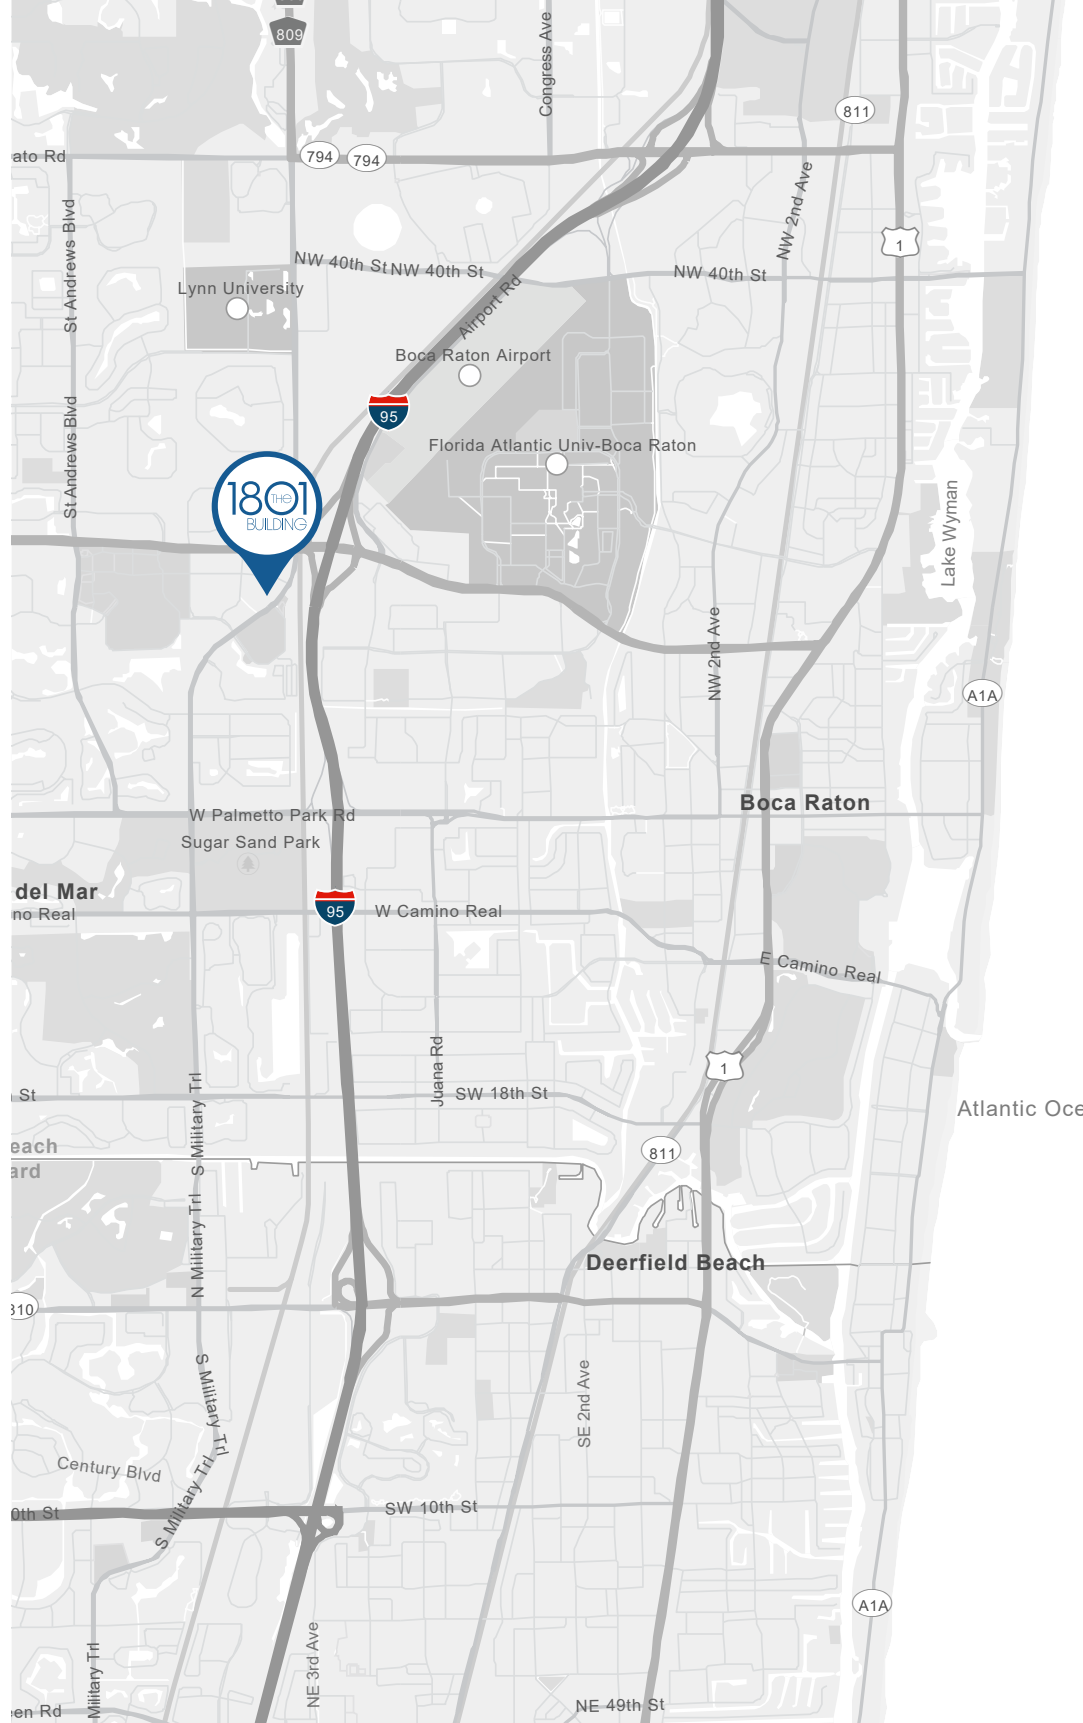 809
Congress Ave
811
ato Rd
794
794
NW 2nd Ave
St Andrews Blvd
1
NW 40th St
NW 40th St
NW 40th St
Lynn University
Airport Rd
Boca Raton Airport
95
St Andrews Blvd
Florida Atlantic Univ-Boca Raton
1801
THE
BUILDING
Lake Wyman
NW 2nd Ave
A1A
Boca Raton
W Palmetto Park Rd
Sugar Sand Park
del Mar
no Real
95
W Camino Real
E Camino Real
Juana Rd
1
St
SW 18th St
Atlantic Oce
S Military Trl
each
ard
811
N Military Trl
Deerfield Beach
310
S Military Trl
SE 2nd Ave
Century Blvd
S Military Trl
0th St
SW 10th St
A1A
NE 3rd Ave
Military Trl
een Rd
NE 49th St